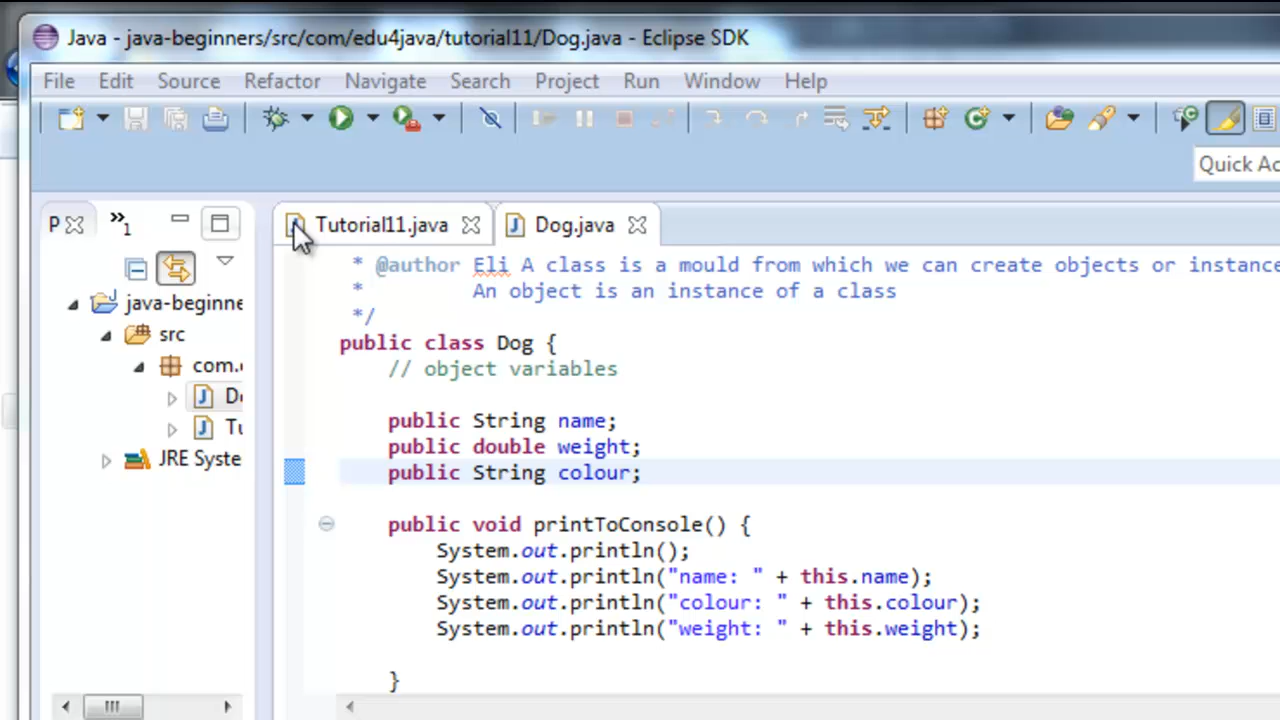 Java - java-beginners/src/com/edu4java/tutorial11/Dog.java - Eclipse SDK
File Edit Source Refactor Navigate Search Project Run Window Help
Quick Ac
P »1
Tutorial11.java Dog.java
java-beginne
src
com.
D
Tu
JRE Syste
* @author Eli A class is a mould from which we can create objects or instance
* An object is an instance of a class
*/
public class Dog {
// object variables
public String name;
public double weight;
public String colour;
public void printToConsole() {
System.out.println();
System.out.println("name: " + this.name);
System.out.println("colour: " + this.colour);
System.out.println("weight: " + this.weight);
}